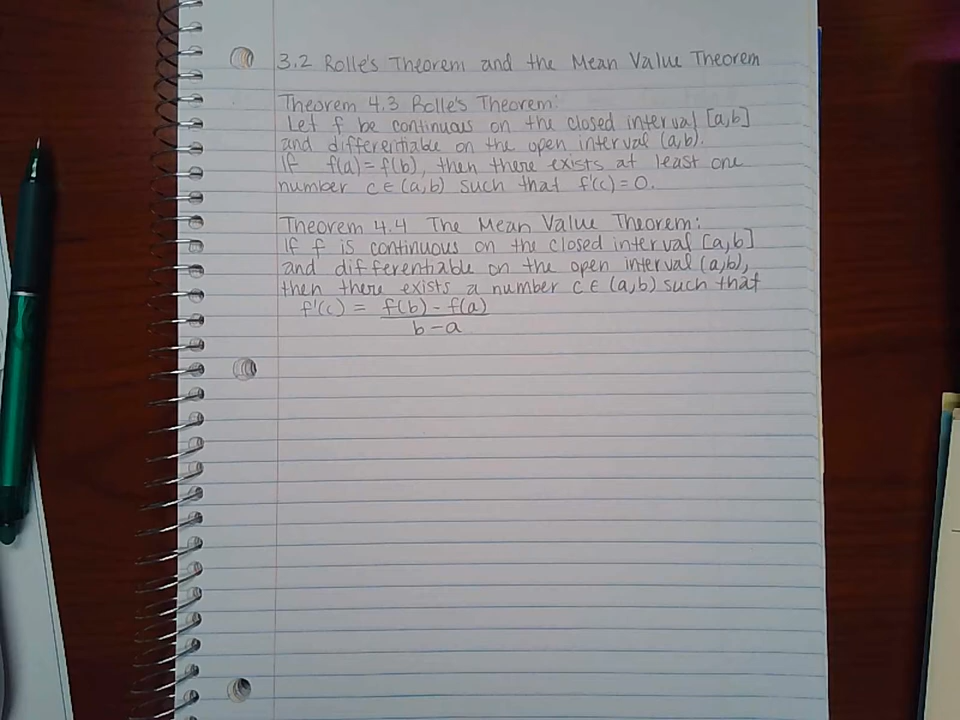 3.2 Rolle's Theorem and the Mean Value Theorem
Theorem 4.3 Rolle's Theorem:
Let f be continuous on the closed interval [a,b]
and differentiable on the open interval (a,b).
If f(a)=f(b), then there exists at least one
number c ∈ (a,b) such that f'(c)=0.
Theorem 4.4 The Mean Value Theorem:
If f is continuous on the closed interval [a,b]
and differentiable on the open interval (a,b),
then there exists a number c ∈ (a,b) such that
f'(c) = f(b) - f(a)
b-a